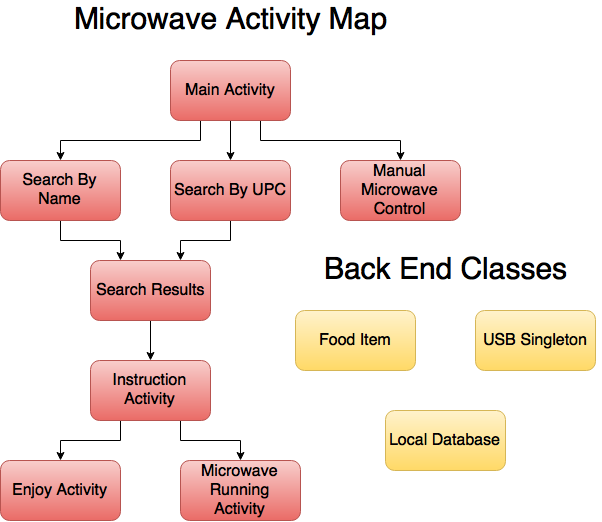 Microwave Activity Map
Main Activity
Search By
Name
Search By UPC
Manual
Microwave
Control
Search Results
Back End Classes
Food Item
USB Singleton
Instruction
Activity
Local Database
Enjoy Activity
Microwave
Running
Activity